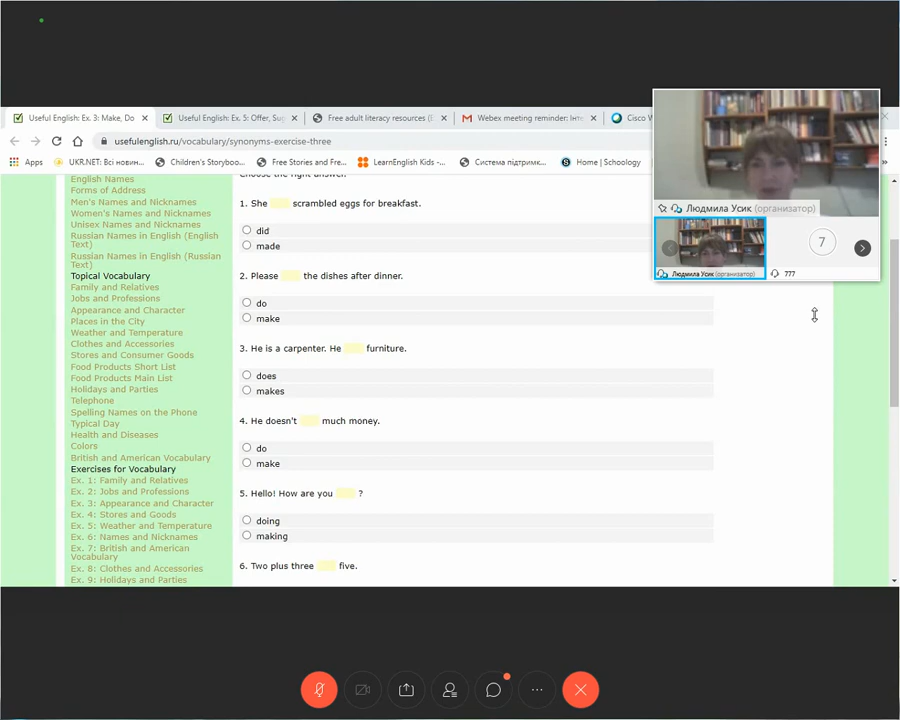 Useful English: Ex. 3: Make, Do
Useful English: Ex. 5: Offer, Sug
Free adult literacy resources (E
Webex meeting reminder: Інте
Cisco W
usefulenglish.ru/vocabulary/synonyms-exercise-three
Apps
UKR.NET: Всі новин...
Children's Storyboo...
Free Stories and Fre...
LearnEnglish Kids -...
Система підтримк...
Home | Schoology
»
Людмила Усик (организатор)
Людмила Усик (организатор)
777
7
English Names
Forms of Address
Men's Names and Nicknames
Women's Names and Nicknames
Unisex Names and Nicknames
Russian Names in English (English
Text)
Russian Names in English (Russian
Text)
Topical Vocabulary
Family and Relatives
Jobs and Professions
Appearance and Character
Places in the City
Weather and Temperature
Clothes and Accessories
Stores and Consumer Goods
Food Products Short List
Food Products Main List
Holidays and Parties
Telephone
Spelling Names on the Phone
Typical Day
Health and Diseases
Colors
British and American Vocabulary
Exercises for Vocabulary
Ex. 1: Family and Relatives
Ex. 2: Jobs and Professions
Ex. 3: Appearance and Character
Ex. 4: Stores and Goods
Ex. 5: Weather and Temperature
Ex. 6: Names and Nicknames
Ex. 7: British and American
Vocabulary
Ex. 8: Clothes and Accessories
Ex. 9: Holidays and Parties
Choose the right answer.
1. She scrambled eggs for breakfast.
did
made
2. Please the dishes after dinner.
do
make
3. He is a carpenter. He furniture.
does
makes
4. He doesn't much money.
do
make
5. Hello! How are you ?
doing
making
6. Two plus three five.